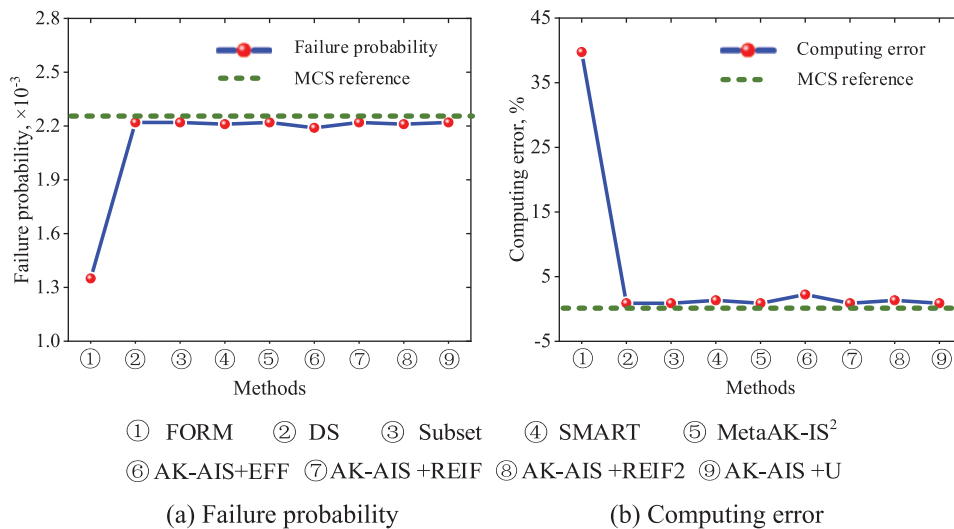 2.8
2.5
2.2
1.9
1.6
1.3
1.0
Failure probability, ×10⁻³
Failure probability
MCS reference
① ② ③ ④ ⑤ ⑥ ⑦ ⑧ ⑨
Methods
45
35
25
15
5
-5
Computing error, %
Computing error
MCS reference
① ② ③ ④ ⑤ ⑥ ⑦ ⑧ ⑨
Methods
① FORM ② DS ③ Subset ④ SMART ⑤ MetaAK-IS²
⑥ AK-AIS+EFF ⑦ AK-AIS +REIF ⑧ AK-AIS +REIF2 ⑨ AK-AIS +U
(a) Failure probability (b) Computing error